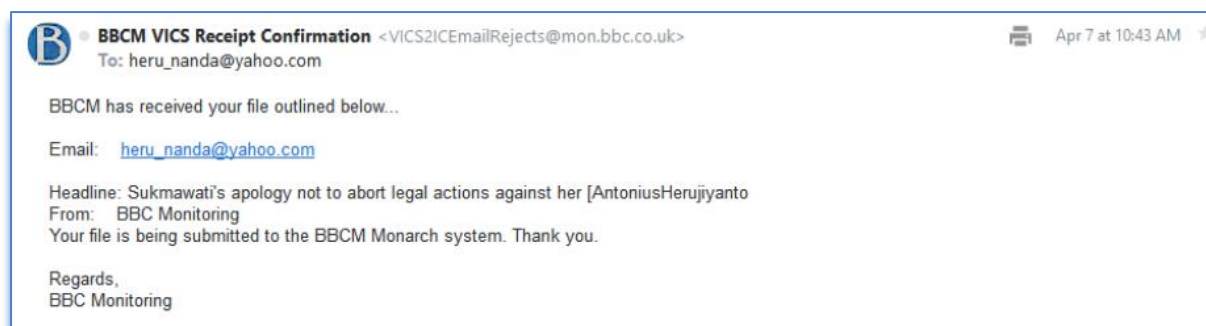 B
BBCM VICS Receipt Confirmation <VICS2ICEmailRejects@mon.bbc.co.uk>
Apr 7 at 10:43 AM
To: heru_nanda@yahoo.com
BBCM has received your file outlined below...
Email: heru_nanda@yahoo.com
Headline: Sukmawati's apology not to abort legal actions against her [AntoniusHerujiyanto
From: BBC Monitoring
Your file is being submitted to the BBCM Monarch system. Thank you.
Regards,
BBC Monitoring